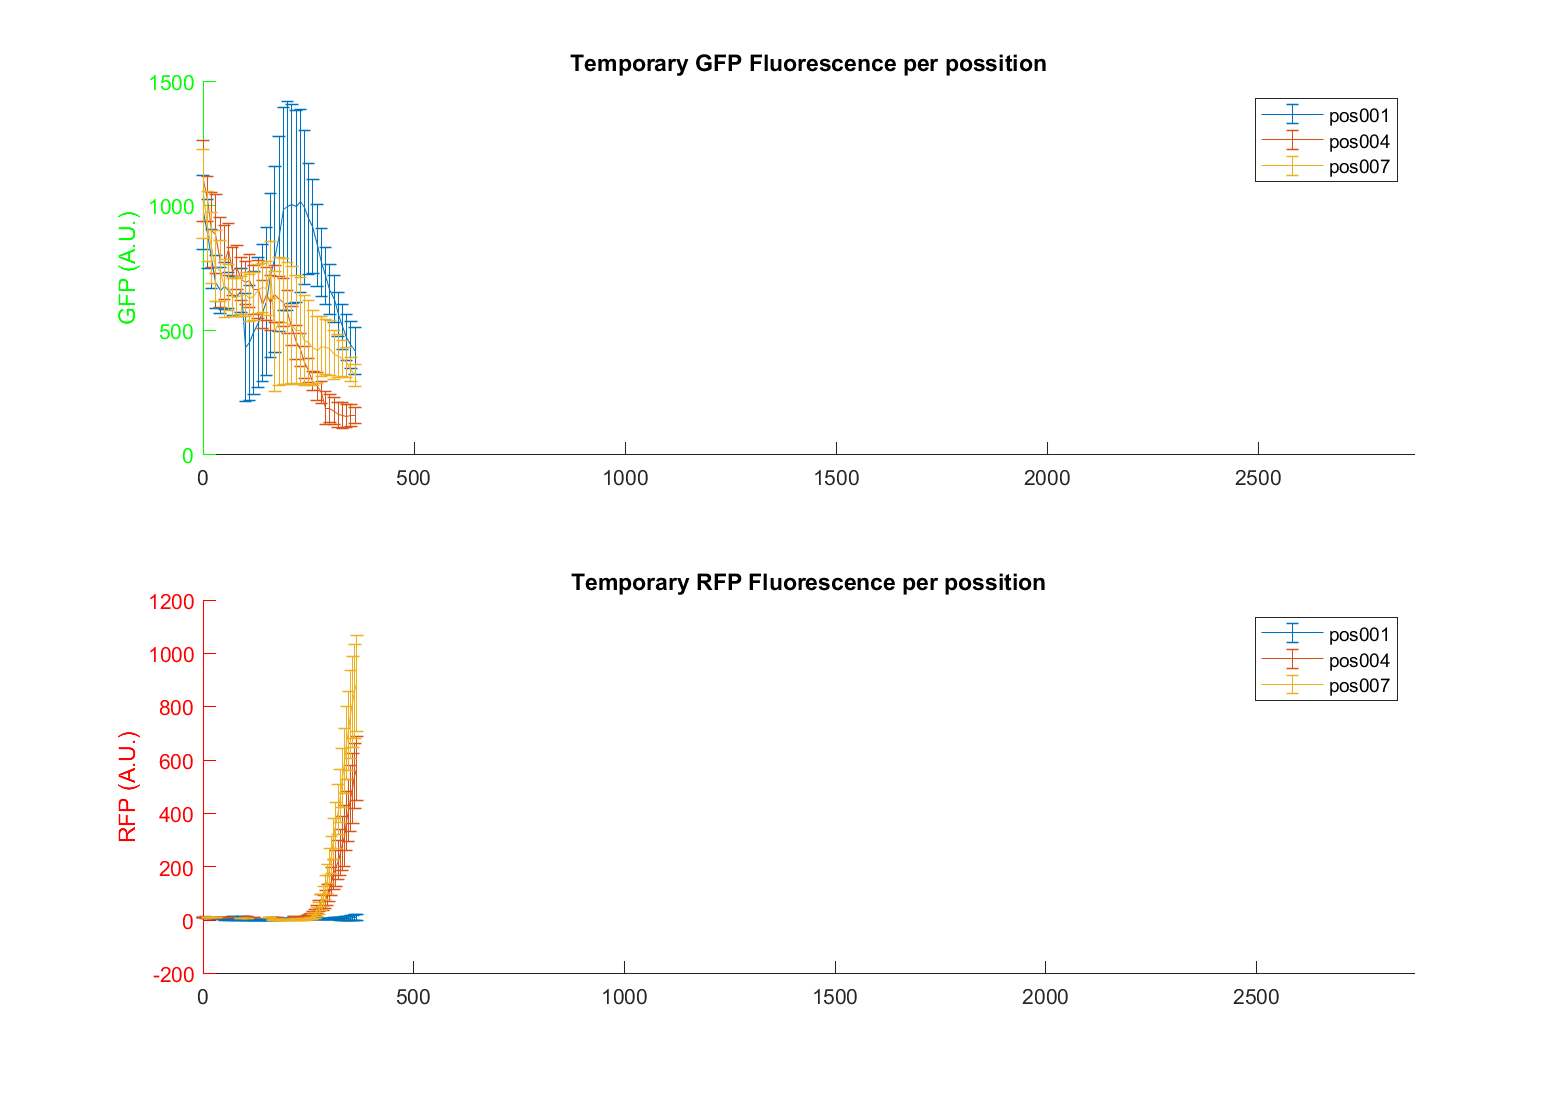 Temporary GFP Fluorescence per possition
1500
1000
500
0
GFP (A.U.)
pos001
pos004
pos007
0 500 1000 1500 2000 2500
Temporary RFP Fluorescence per possition
1200
1000
800
600
400
200
0
-200
RFP (A.U.)
pos001
pos004
pos007
0 500 1000 1500 2000 2500